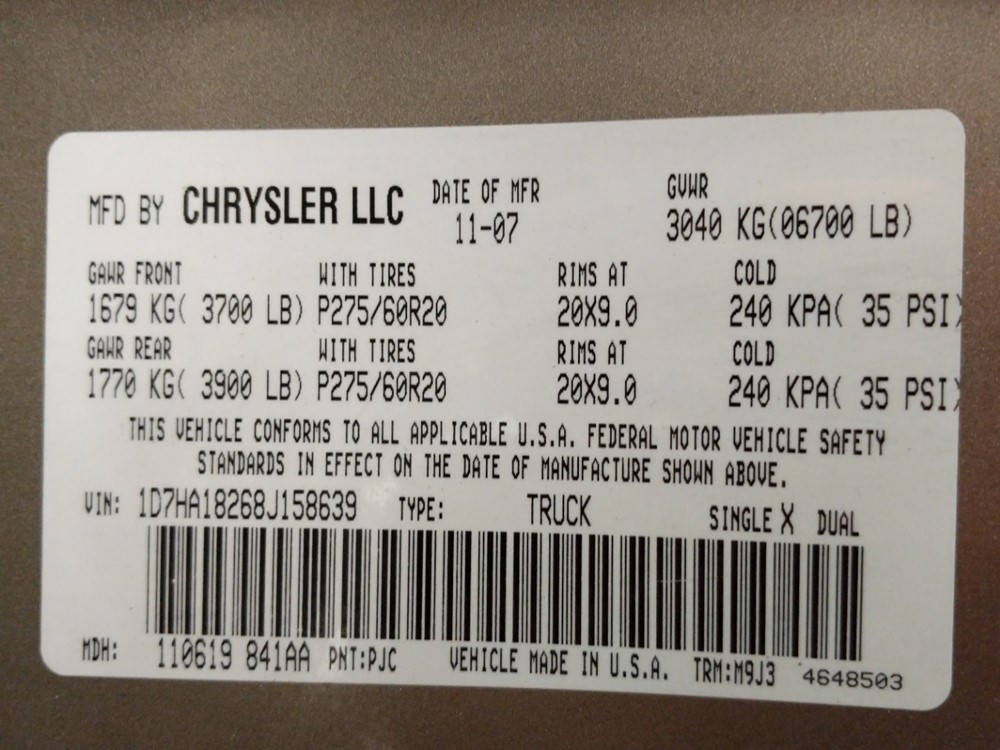 MFD BY CHRYSLER LLC DATE OF MFR 11-07 GVWR 3040 KG(06700 LB)
GAWR FRONT WITH TIRES RIMS AT COLD
1679 KG( 3700 LB) P275/60R20 20X9.0 240 KPA( 35 PSI)
GAWR REAR WITH TIRES RIMS AT COLD
1770 KG( 3900 LB) P275/60R20 20X9.0 240 KPA( 35 PSI)
THIS VEHICLE CONFORMS TO ALL APPLICABLE U.S.A. FEDERAL MOTOR VEHICLE SAFETY
STANDARDS IN EFFECT ON THE DATE OF MANUFACTURE SHOWN ABOVE.
VIN: 1D7HA18268J158639 TYPE: TRUCK SINGLE X DUAL
MDH: 110619 841AA PNT:PJC VEHICLE MADE IN U.S.A. TRM:M9J3 4648503